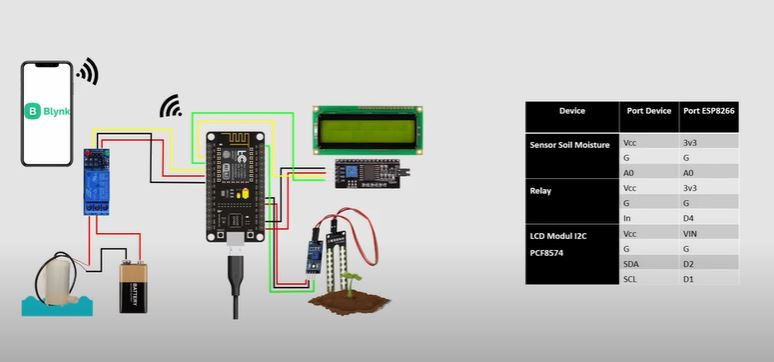 B Blynk
BATTERY
Device Port Device Port ESP8266
Sensor Soil Moisture Vcc 3v3
G G
A0 A0
Relay Vcc 3v3
G G
In D4
LCD Modul I2C Vcc VIN
PCF8574 G G
SDA D2
SCL D1